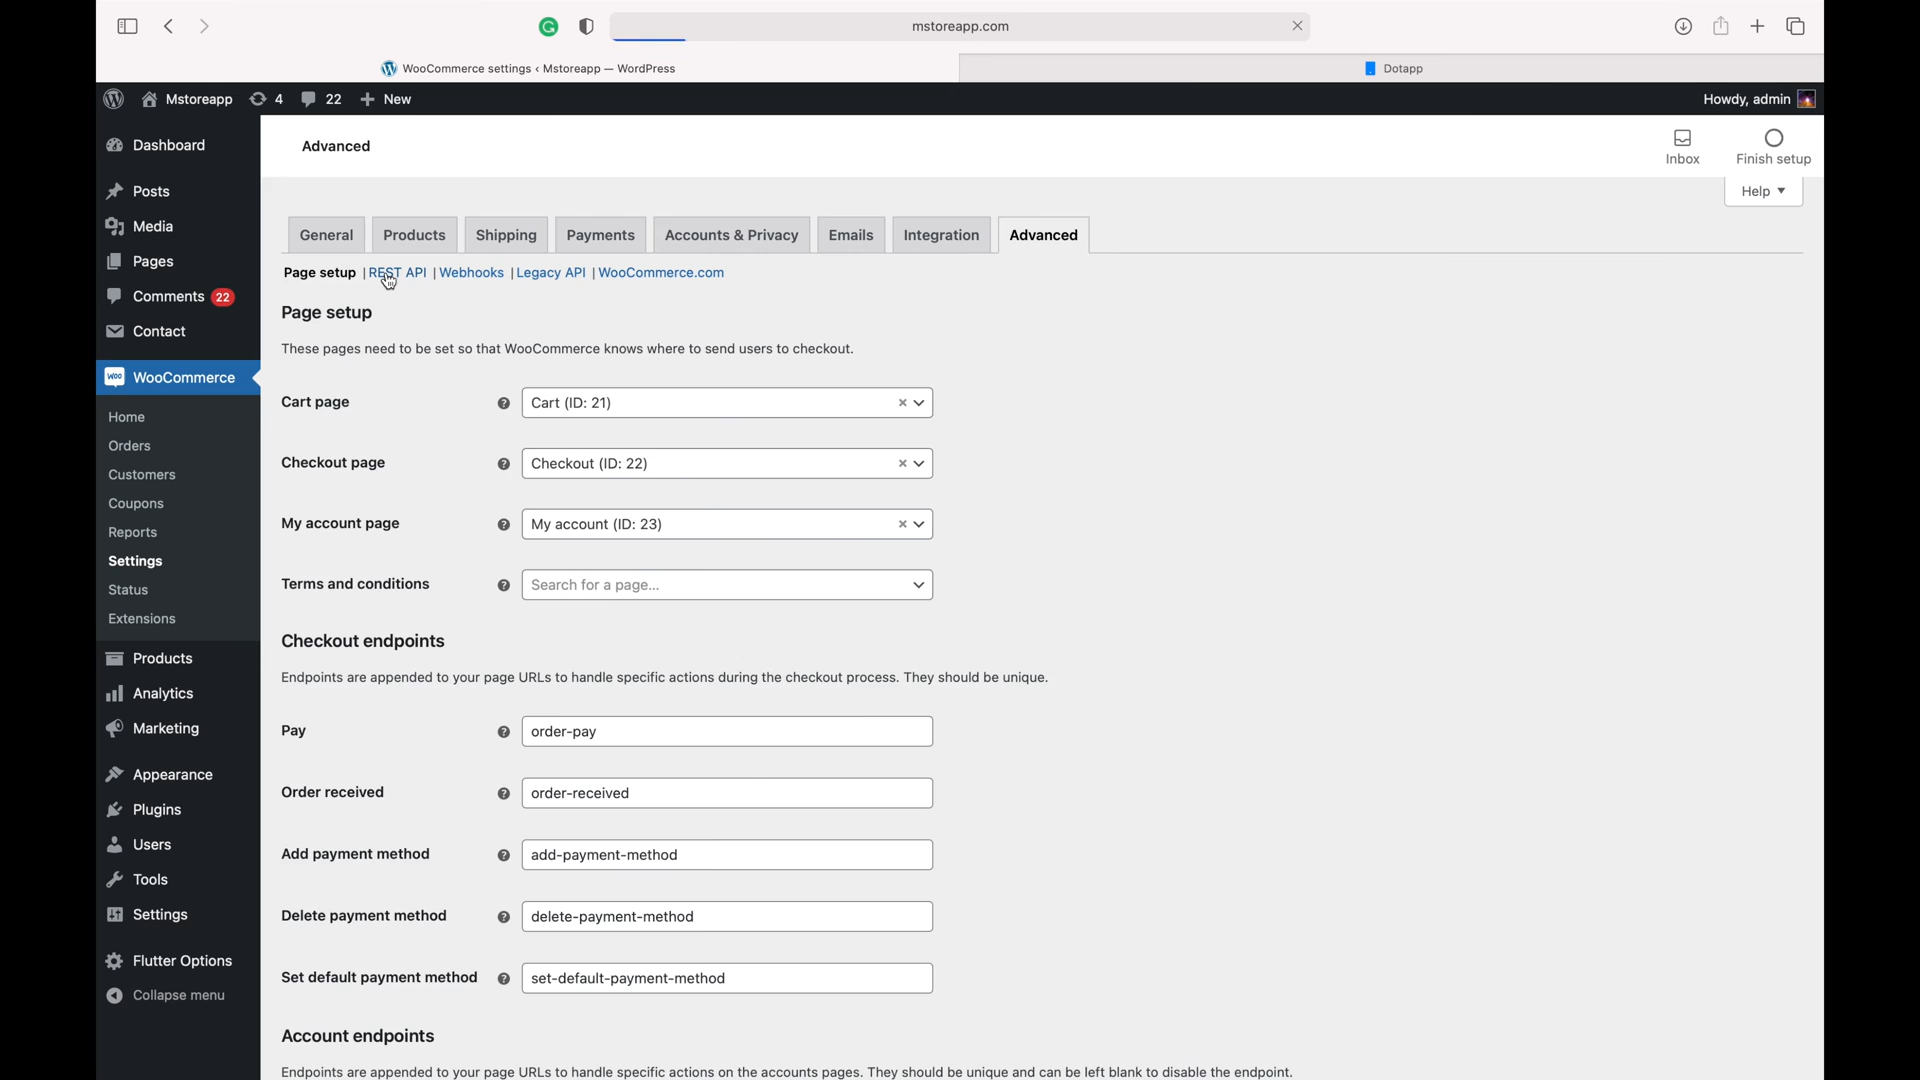 mstoreapp.com
WooCommerce settings ‹ Mstoreapp — WordPress
Dotapp
Mstoreapp 4 22 New
Howdy, admin
Dashboard
Posts
Media
Pages
Comments 22
Contact
WooCommerce
Home
Orders
Customers
Coupons
Reports
Settings
Status
Extensions
Products
Analytics
Marketing
Appearance
Plugins
Users
Tools
Settings
Flutter Options
Collapse menu
Advanced
Inbox
Finish setup
Help
General Products Shipping Payments Accounts & Privacy Emails Integration Advanced
Page setup | REST API | Webhooks | Legacy API | WooCommerce.com
Page setup
These pages need to be set so that WooCommerce knows where to send users to checkout.
Cart page Cart (ID: 21)
Checkout page Checkout (ID: 22)
My account page My account (ID: 23)
Terms and conditions Search for a page...
Checkout endpoints
Endpoints are appended to your page URLs to handle specific actions during the checkout process. They should be unique.
Pay order-pay
Order received order-received
Add payment method add-payment-method
Delete payment method delete-payment-method
Set default payment method set-default-payment-method
Account endpoints
Endpoints are appended to your page URLs to handle specific actions on the accounts pages. They should be unique and can be left blank to disable the endpoint.